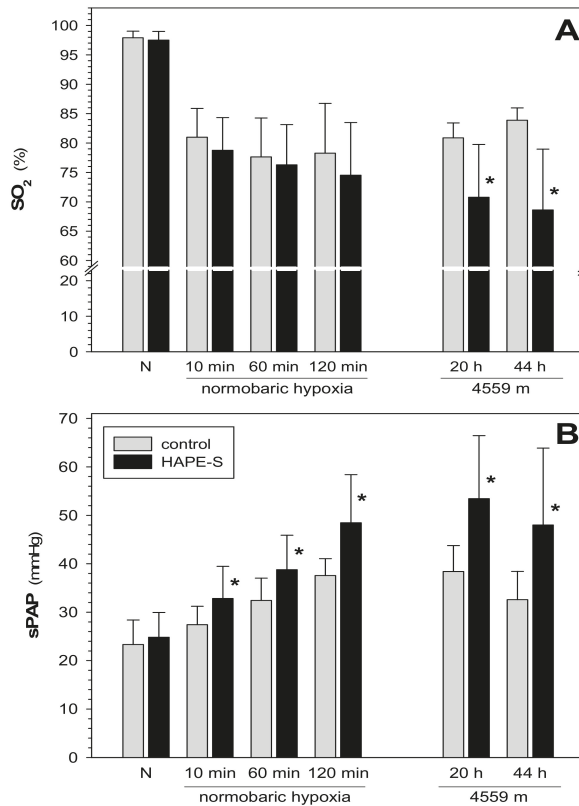 A
100
95
90
85
80
75
70
65
60
20
10
0
SO2 (%)
N 10 min 60 min 120 min 20 h 44 h
normobaric hypoxia 4559 m
B
control
HAPE-S
70
60
50
40
30
20
10
0
sPAP (mmHg)
* * * * * * *
N 10 min 60 min 120 min 20 h 44 h
normobaric hypoxia 4559 m